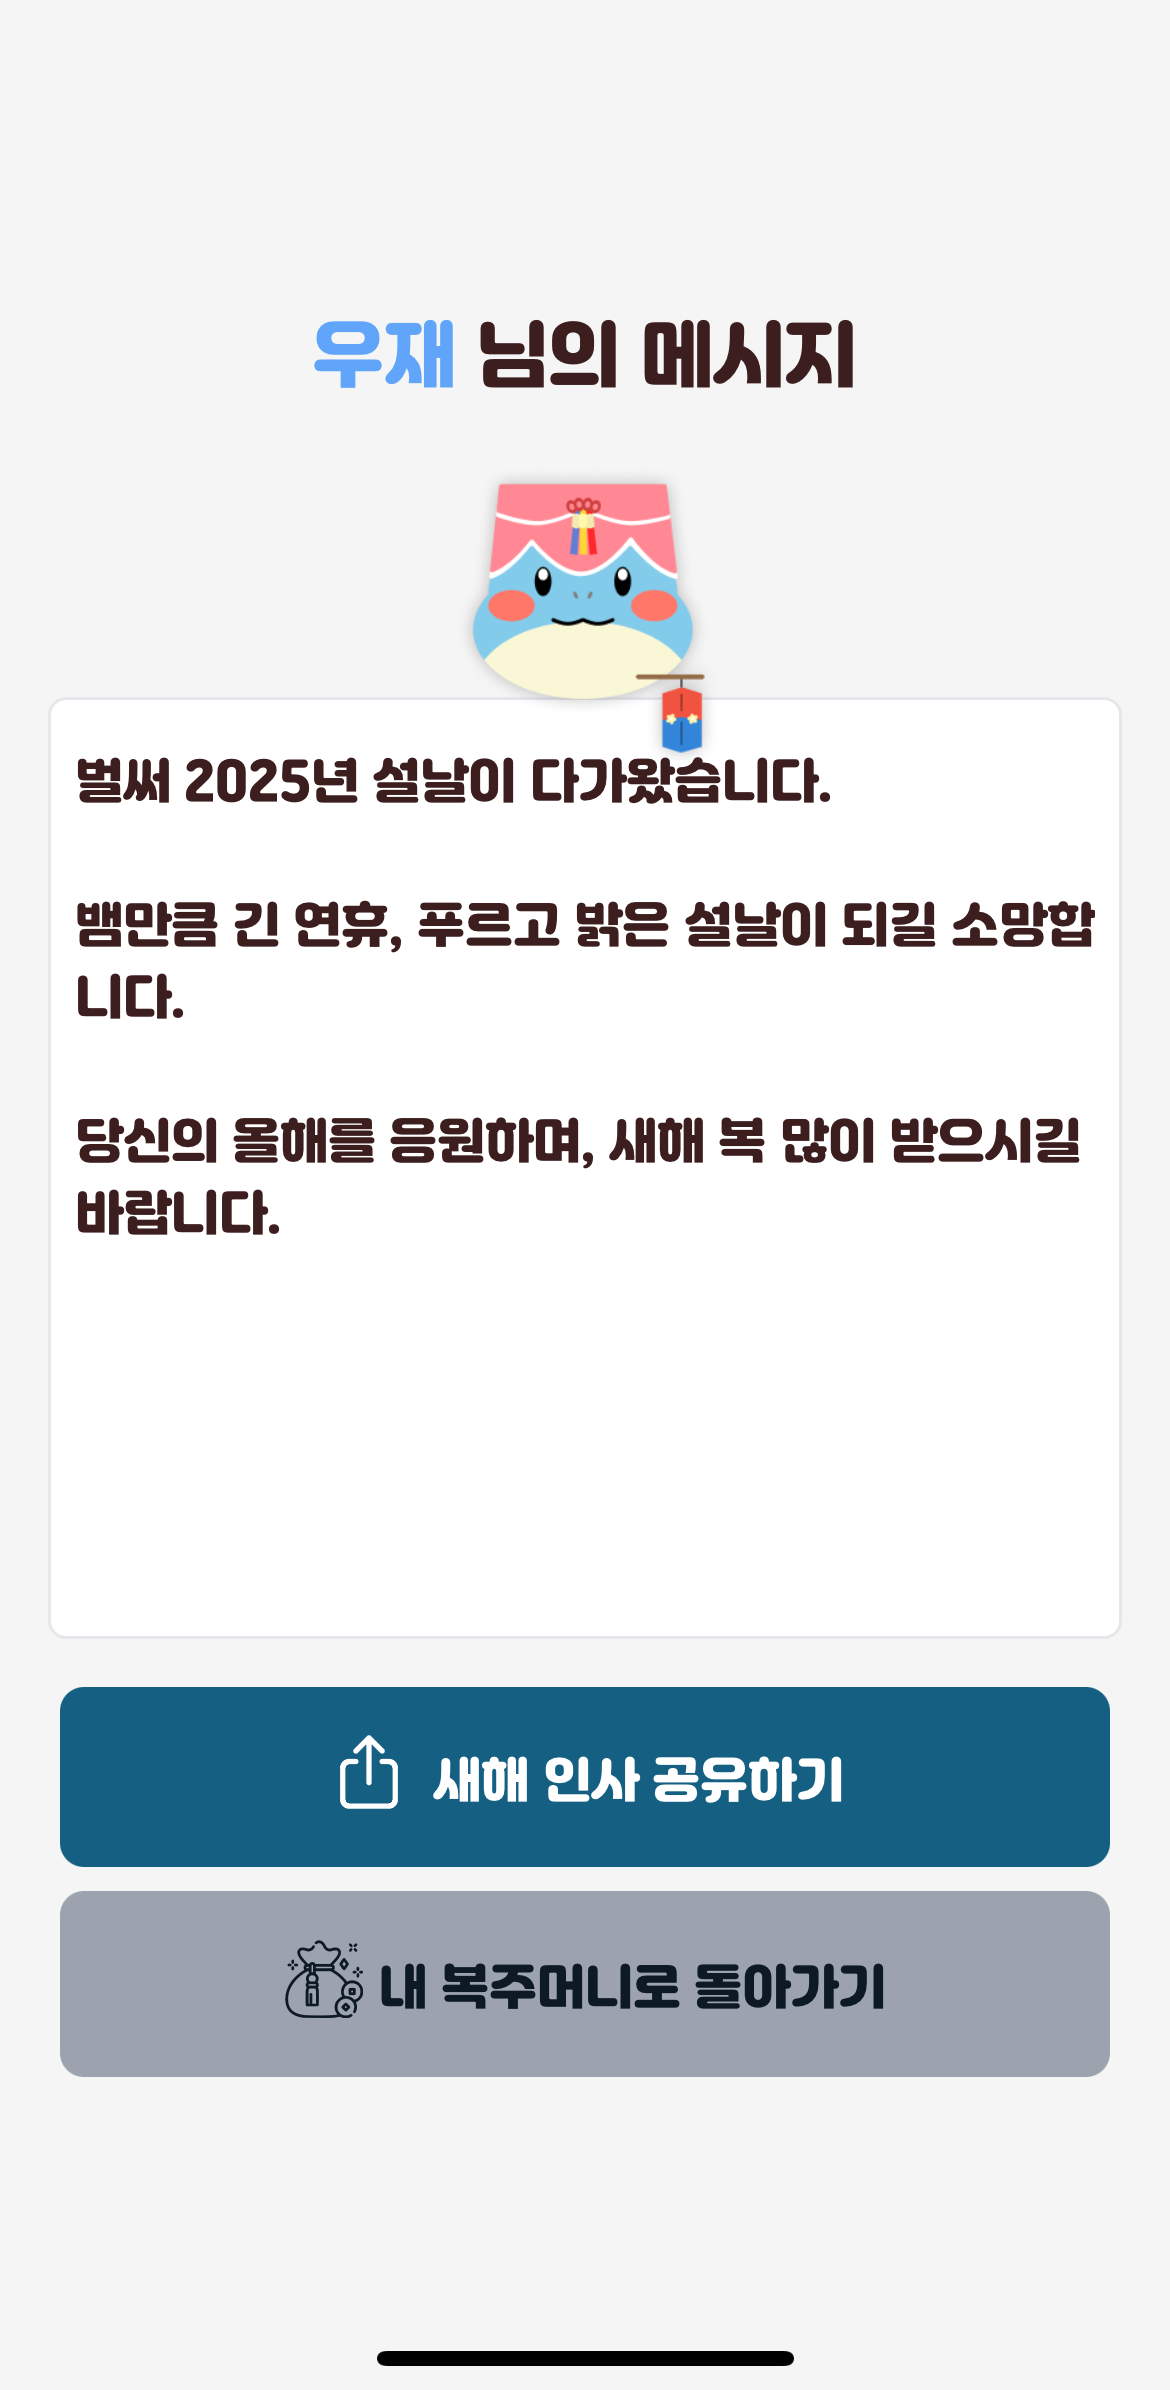 우재 님의 메시지
벌써 2025년 설날이 다가왔습니다.
뱀만큼 긴 연휴, 푸르고 밝은 설날이 되길 소망합
니다.
당신의 올해를 응원하며, 새해 복 많이 받으시길
바랍니다.
새해 인사 공유하기
내 복주머니로 돌아가기